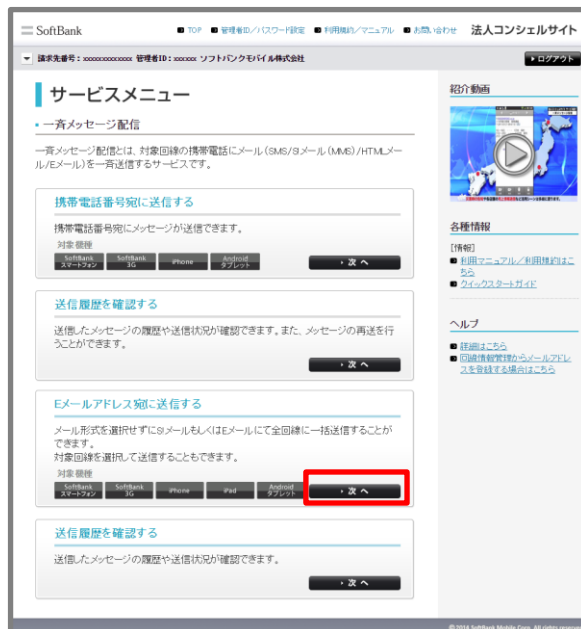 SoftBank
TOP 管理者ID/パスワード設定 利用規約/マニュアル お問い合わせ 法人コンシェルサイト
請求先番号：xxxxxxxxxxxx 管理者ID：xxxxxx ソフトバンクモバイル株式会社
ログアウト
サービスメニュー
一斉メッセージ配信
一斉メッセージ配信とは、対象回線の携帯電話にメール（SMS/S!メール(MMS)/HTMLメー
ル/Eメール）を一斉送信するサービスです。
携帯電話番号宛に送信する
携帯電話番号宛にメッセージが送信できます。
対象機種
SoftBank スマートフォン SoftBank 3G iPhone Android タブレット 次へ
送信履歴を確認する
送信したメッセージの履歴や送信状況が確認できます。また、メッセージの再送を行
うことができます。
次へ
Eメールアドレス宛に送信する
メール形式を選択せずにS!メールもしくはEメールにて全回線に一括送信することが
できます。
対象回線を選択して送信することもできます。
対象機種
SoftBank スマートフォン SoftBank 3G iPhone iPad Android タブレット 次へ
送信履歴を確認する
送信したメッセージの履歴や送信状況が確認できます。
次へ
紹介動画
各種情報
[情報]
利用マニュアル／利用規約はこ
ちら
クイックスタートガイド
ヘルプ
詳細はこちら
回線情報管理からメールアドレ
スを登録する場合はこちら
© 2014 SoftBank Mobile Corp. All rights reserved